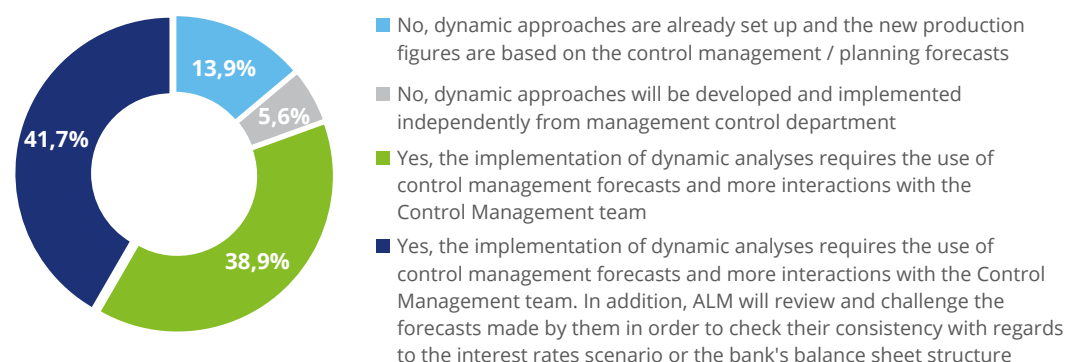 13,9%
5,6%
41,7%
38,9%
No, dynamic approaches are already set up and the new production
figures are based on the control management / planning forecasts
No, dynamic approaches will be developed and implemented
independently from management control department
Yes, the implementation of dynamic analyses requires the use of
control management forecasts and more interactions with the
Control Management team
Yes, the implementation of dynamic analyses requires the use of
control management forecasts and more interactions with the Control
Management team. In addition, ALM will review and challenge the
forecasts made by them in order to check their consistency with regards
to the interest rates scenario or the bank's balance sheet structure